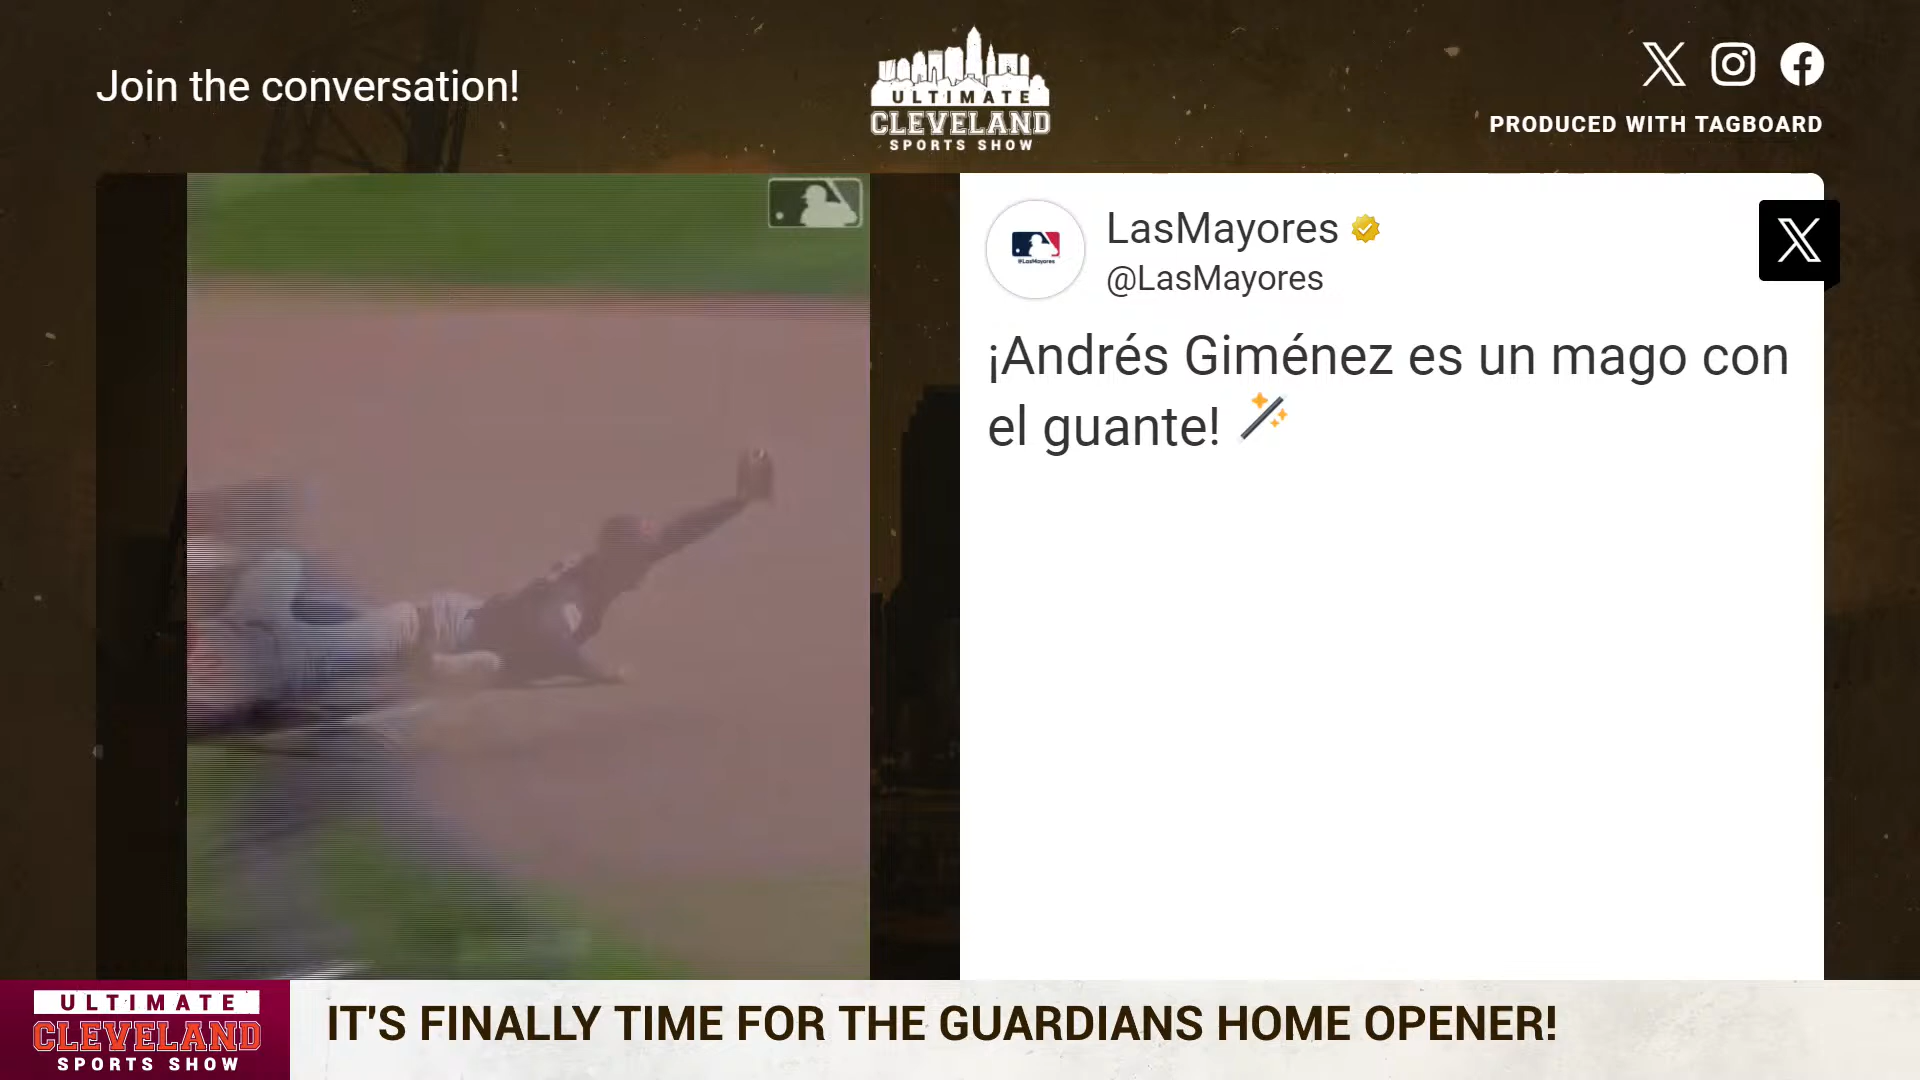 Join the conversation!
ULTIMATE
CLEVELAND
SPORTS SHOW
PRODUCED WITH TAGBOARD
LasMayores
@LasMayores
@LasMayores
¡Andrés Giménez es un mago con
el guante!
ULTIMATE
CLEVELAND
SPORTS SHOW
IT'S FINALLY TIME FOR THE GUARDIANS HOME OPENER!